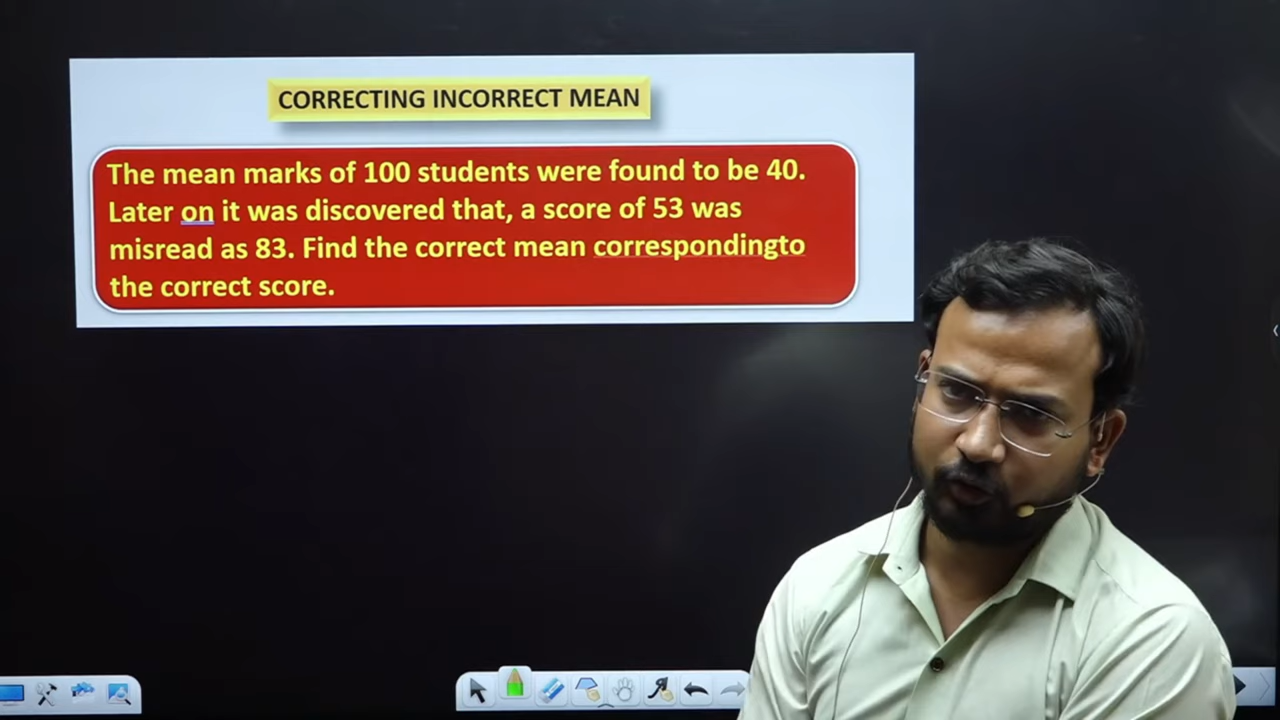 CORRECTING INCORRECT MEAN
The mean marks of 100 students were found to be 40.
Later on it was discovered that, a score of 53 was
misread as 83. Find the correct mean correspondingto
the correct score.